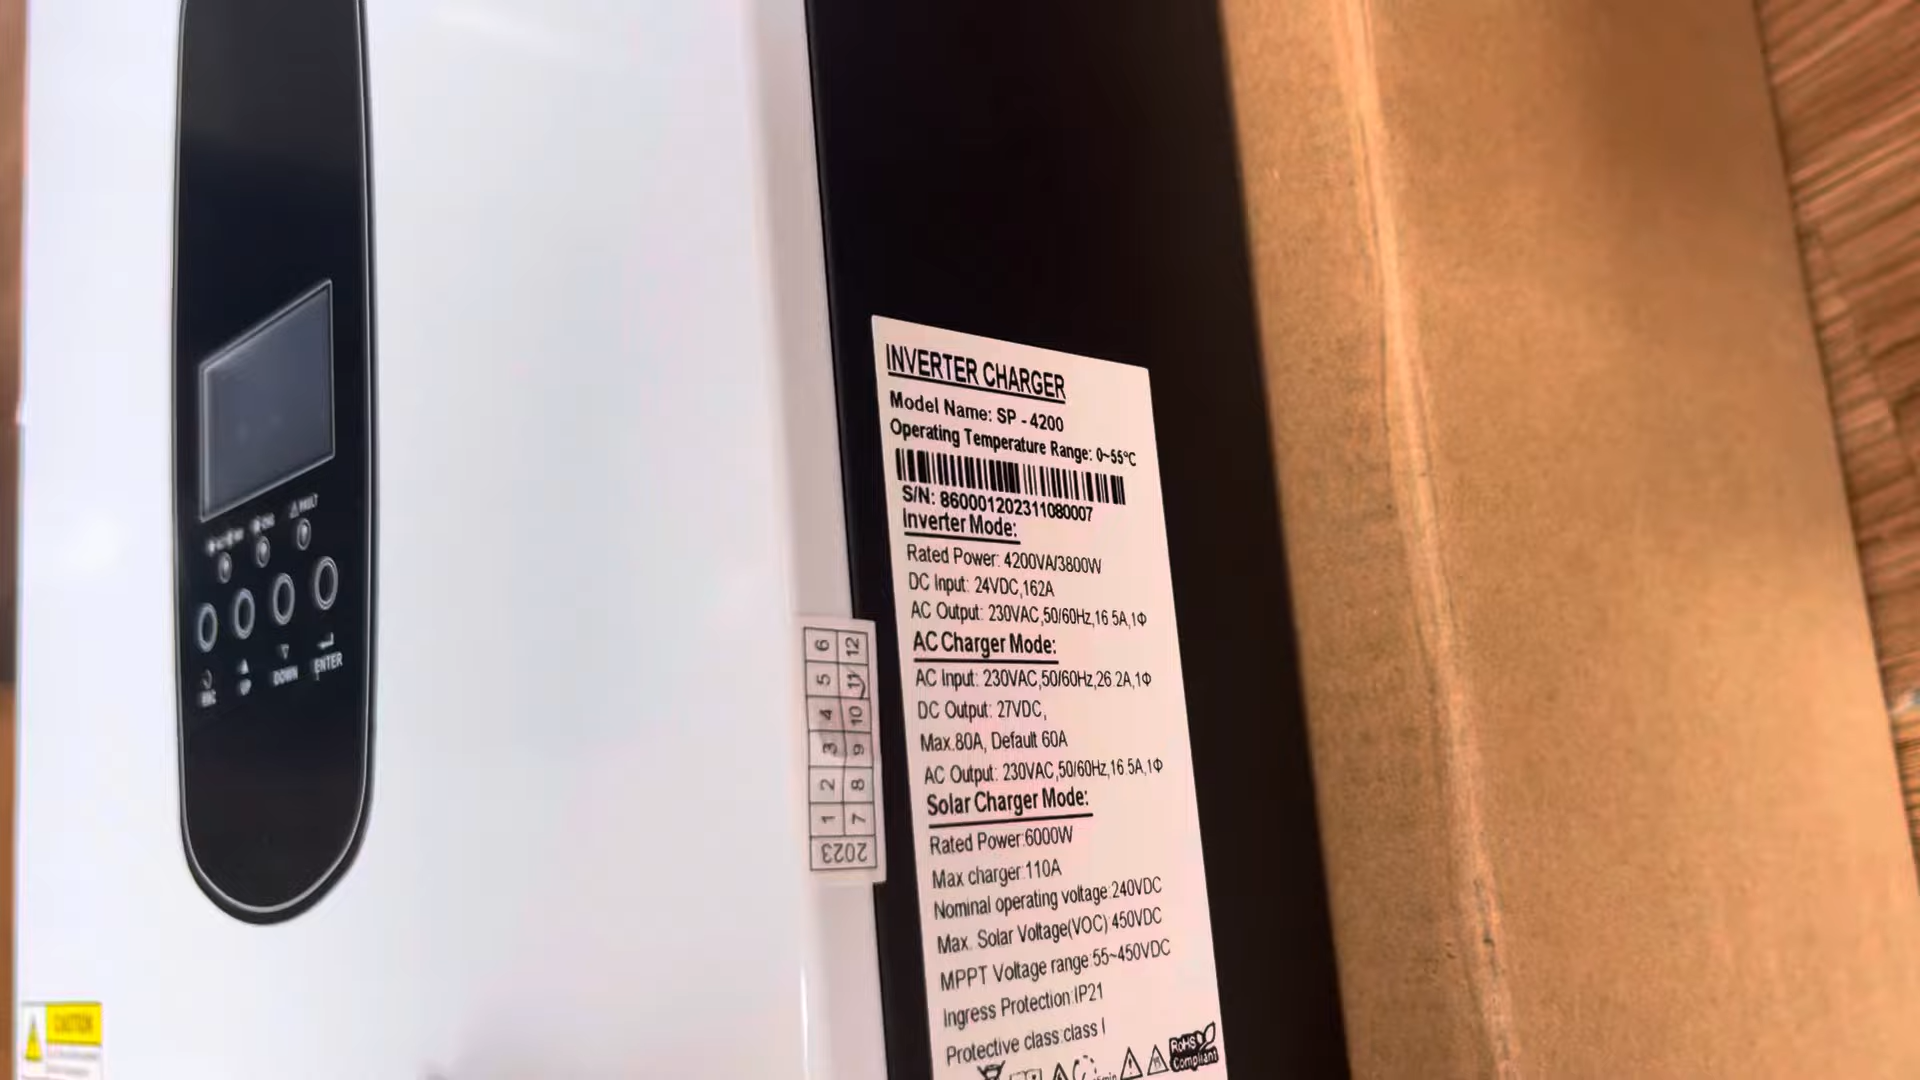 FAULT
ESC
UP
DOWN
ENTER
CAUTION
6 12
5 11
4 10
3 9
2 8
1 7
2023
INVERTER CHARGER
Model Name: SP - 4200
Operating Temperature Range: 0~55°C
S/N: 860001202311080007
Inverter Mode:
Rated Power: 4200VA/3800W
DC Input: 24VDC,162A
AC Output: 230VAC,50/60Hz,16 5A,1Φ
AC Charger Mode:
AC Input: 230VAC,50/60Hz,26.2A,1Φ
DC Output: 27VDC,
Max.80A, Default 60A
AC Output: 230VAC,50/60Hz,16 5A,1Φ
Solar Charger Mode:
Rated Power:6000W
Max charger:110A
Nominal operating voltage:240VDC
Max. Solar Voltage(VOC):450VDC
MPPT Voltage range:55~450VDC
Ingress Protection:IP21
Protective class:class I
RoHS
Compliant